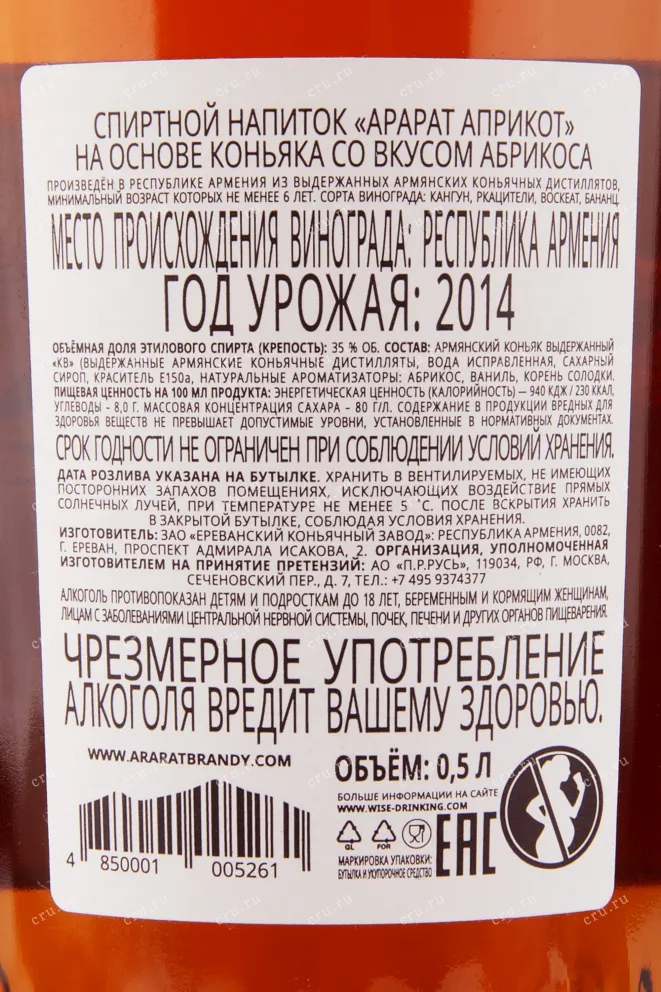 СПИРТНОЙ НАПИТОК «АРАРАТ АПРИКОТ»
НА ОСНОВЕ КОНЬЯКА СО ВКУСОМ АБРИКОСА
ПРОИЗВЕДЁН В РЕСПУБЛИКЕ АРМЕНИЯ ИЗ ВЫДЕРЖАННЫХ АРМЯНСКИХ КОНЬЯЧНЫХ ДИСТИЛЛЯТОВ,
МИНИМАЛЬНЫЙ ВОЗРАСТ КОТОРЫХ НЕ МЕНЕЕ 6 ЛЕТ. СОРТА ВИНОГРАДА: КАНГУН, РКАЦИТЕЛИ, ВОСКЕАТ, БАНАНЦ.
МЕСТО ПРОИСХОЖДЕНИЯ ВИНОГРАДА: РЕСПУБЛИКА АРМЕНИЯ
ГОД УРОЖАЯ: 2014
ОБЪЁМНАЯ ДОЛЯ ЭТИЛОВОГО СПИРТА (КРЕПОСТЬ): 35 % ОБ. СОСТАВ: АРМЯНСКИЙ КОНЬЯК ВЫДЕРЖАННЫЙ
«КВ» (ВЫДЕРЖАННЫЕ АРМЯНСКИЕ КОНЬЯЧНЫЕ ДИСТИЛЛЯТЫ, ВОДА ИСПРАВЛЕННАЯ, САХАРНЫЙ
СИРОП, КРАСИТЕЛЬ Е150а, НАТУРАЛЬНЫЕ АРОМАТИЗАТОРЫ: АБРИКОС, ВАНИЛЬ, КОРЕНЬ СОЛОДКИ.
ПИЩЕВАЯ ЦЕННОСТЬ НА 100 МЛ ПРОДУКТА: ЭНЕРГЕТИЧЕСКАЯ ЦЕННОСТЬ (КАЛОРИЙНОСТЬ) — 940 КДЖ / 230 ККАЛ,
УГЛЕВОДЫ - 8,0 Г. МАССОВАЯ КОНЦЕНТРАЦИЯ САХАРА - 80 Г/Л. СОДЕРЖАНИЕ В ПРОДУКЦИИ ВРЕДНЫХ ДЛЯ
ЗДОРОВЬЯ ВЕЩЕСТВ НЕ ПРЕВЫШАЕТ ДОПУСТИМЫЕ УРОВНИ, УСТАНОВЛЕННЫЕ В НОРМАТИВНЫХ ДОКУМЕНТАХ.
СРОК ГОДНОСТИ НЕ ОГРАНИЧЕН ПРИ СОБЛЮДЕНИИ УСЛОВИЙ ХРАНЕНИЯ.
ДАТА РОЗЛИВА УКАЗАНА НА БУТЫЛКЕ. ХРАНИТЬ В ВЕНТИЛИРУЕМЫХ, НЕ ИМЕЮЩИХ
ПОСТОРОННИХ ЗАПАХОВ ПОМЕЩЕНИЯХ, ИСКЛЮЧАЮЩИХ ВОЗДЕЙСТВИЕ ПРЯМЫХ
СОЛНЕЧНЫХ ЛУЧЕЙ, ПРИ ТЕМПЕРАТУРЕ НЕ МЕНЕЕ 5 °С. ПОСЛЕ ВСКРЫТИЯ ХРАНИТЬ
В ЗАКРЫТОЙ БУТЫЛКЕ, СОБЛЮДАЯ УСЛОВИЯ ХРАНЕНИЯ.
ИЗГОТОВИТЕЛЬ: ЗАО «ЕРЕВАНСКИЙ КОНЬЯЧНЫЙ ЗАВОД»: РЕСПУБЛИКА АРМЕНИЯ, 0082,
Г. ЕРЕВАН, ПРОСПЕКТ АДМИРАЛА ИСАКОВА, 2. ОРГАНИЗАЦИЯ, УПОЛНОМОЧЕННАЯ
ИЗГОТОВИТЕЛЕМ НА ПРИНЯТИЕ ПРЕТЕНЗИЙ: АО «П.Р.РУСЬ», 119034, РФ, Г. МОСКВА,
СЕЧЕНОВСКИЙ ПЕР., Д. 7, ТЕЛ.: +7 495 9374377
АЛКОГОЛЬ ПРОТИВОПОКАЗАН ДЕТЯМ И ПОДРОСТКАМ ДО 18 ЛЕТ, БЕРЕМЕННЫМ И КОРМЯЩИМ ЖЕНЩИНАМ,
ЛИЦАМ С ЗАБОЛЕВАНИЯМИ ЦЕНТРАЛЬНОЙ НЕРВНОЙ СИСТЕМЫ, ПОЧЕК, ПЕЧЕНИ И ДРУГИХ ОРГАНОВ ПИЩЕВАРЕНИЯ.
ЧРЕЗМЕРНОЕ УПОТРЕБЛЕНИЕ
АЛКОГОЛЯ ВРЕДИТ ВАШЕМУ ЗДОРОВЬЮ.
WWW.ARARATBRANDY.COM
4 850001 005261
ОБЪЁМ: 0,5 Л
БОЛЬШЕ ИНФОРМАЦИИ НА САЙТЕ
WWW.WISE-DRINKING.COM
GL FOR
МАРКИРОВКА УПАКОВКИ:
БУТЫЛКА И УКУПОРОЧНОЕ СРЕДСТВО
ЕАС
cru.ru